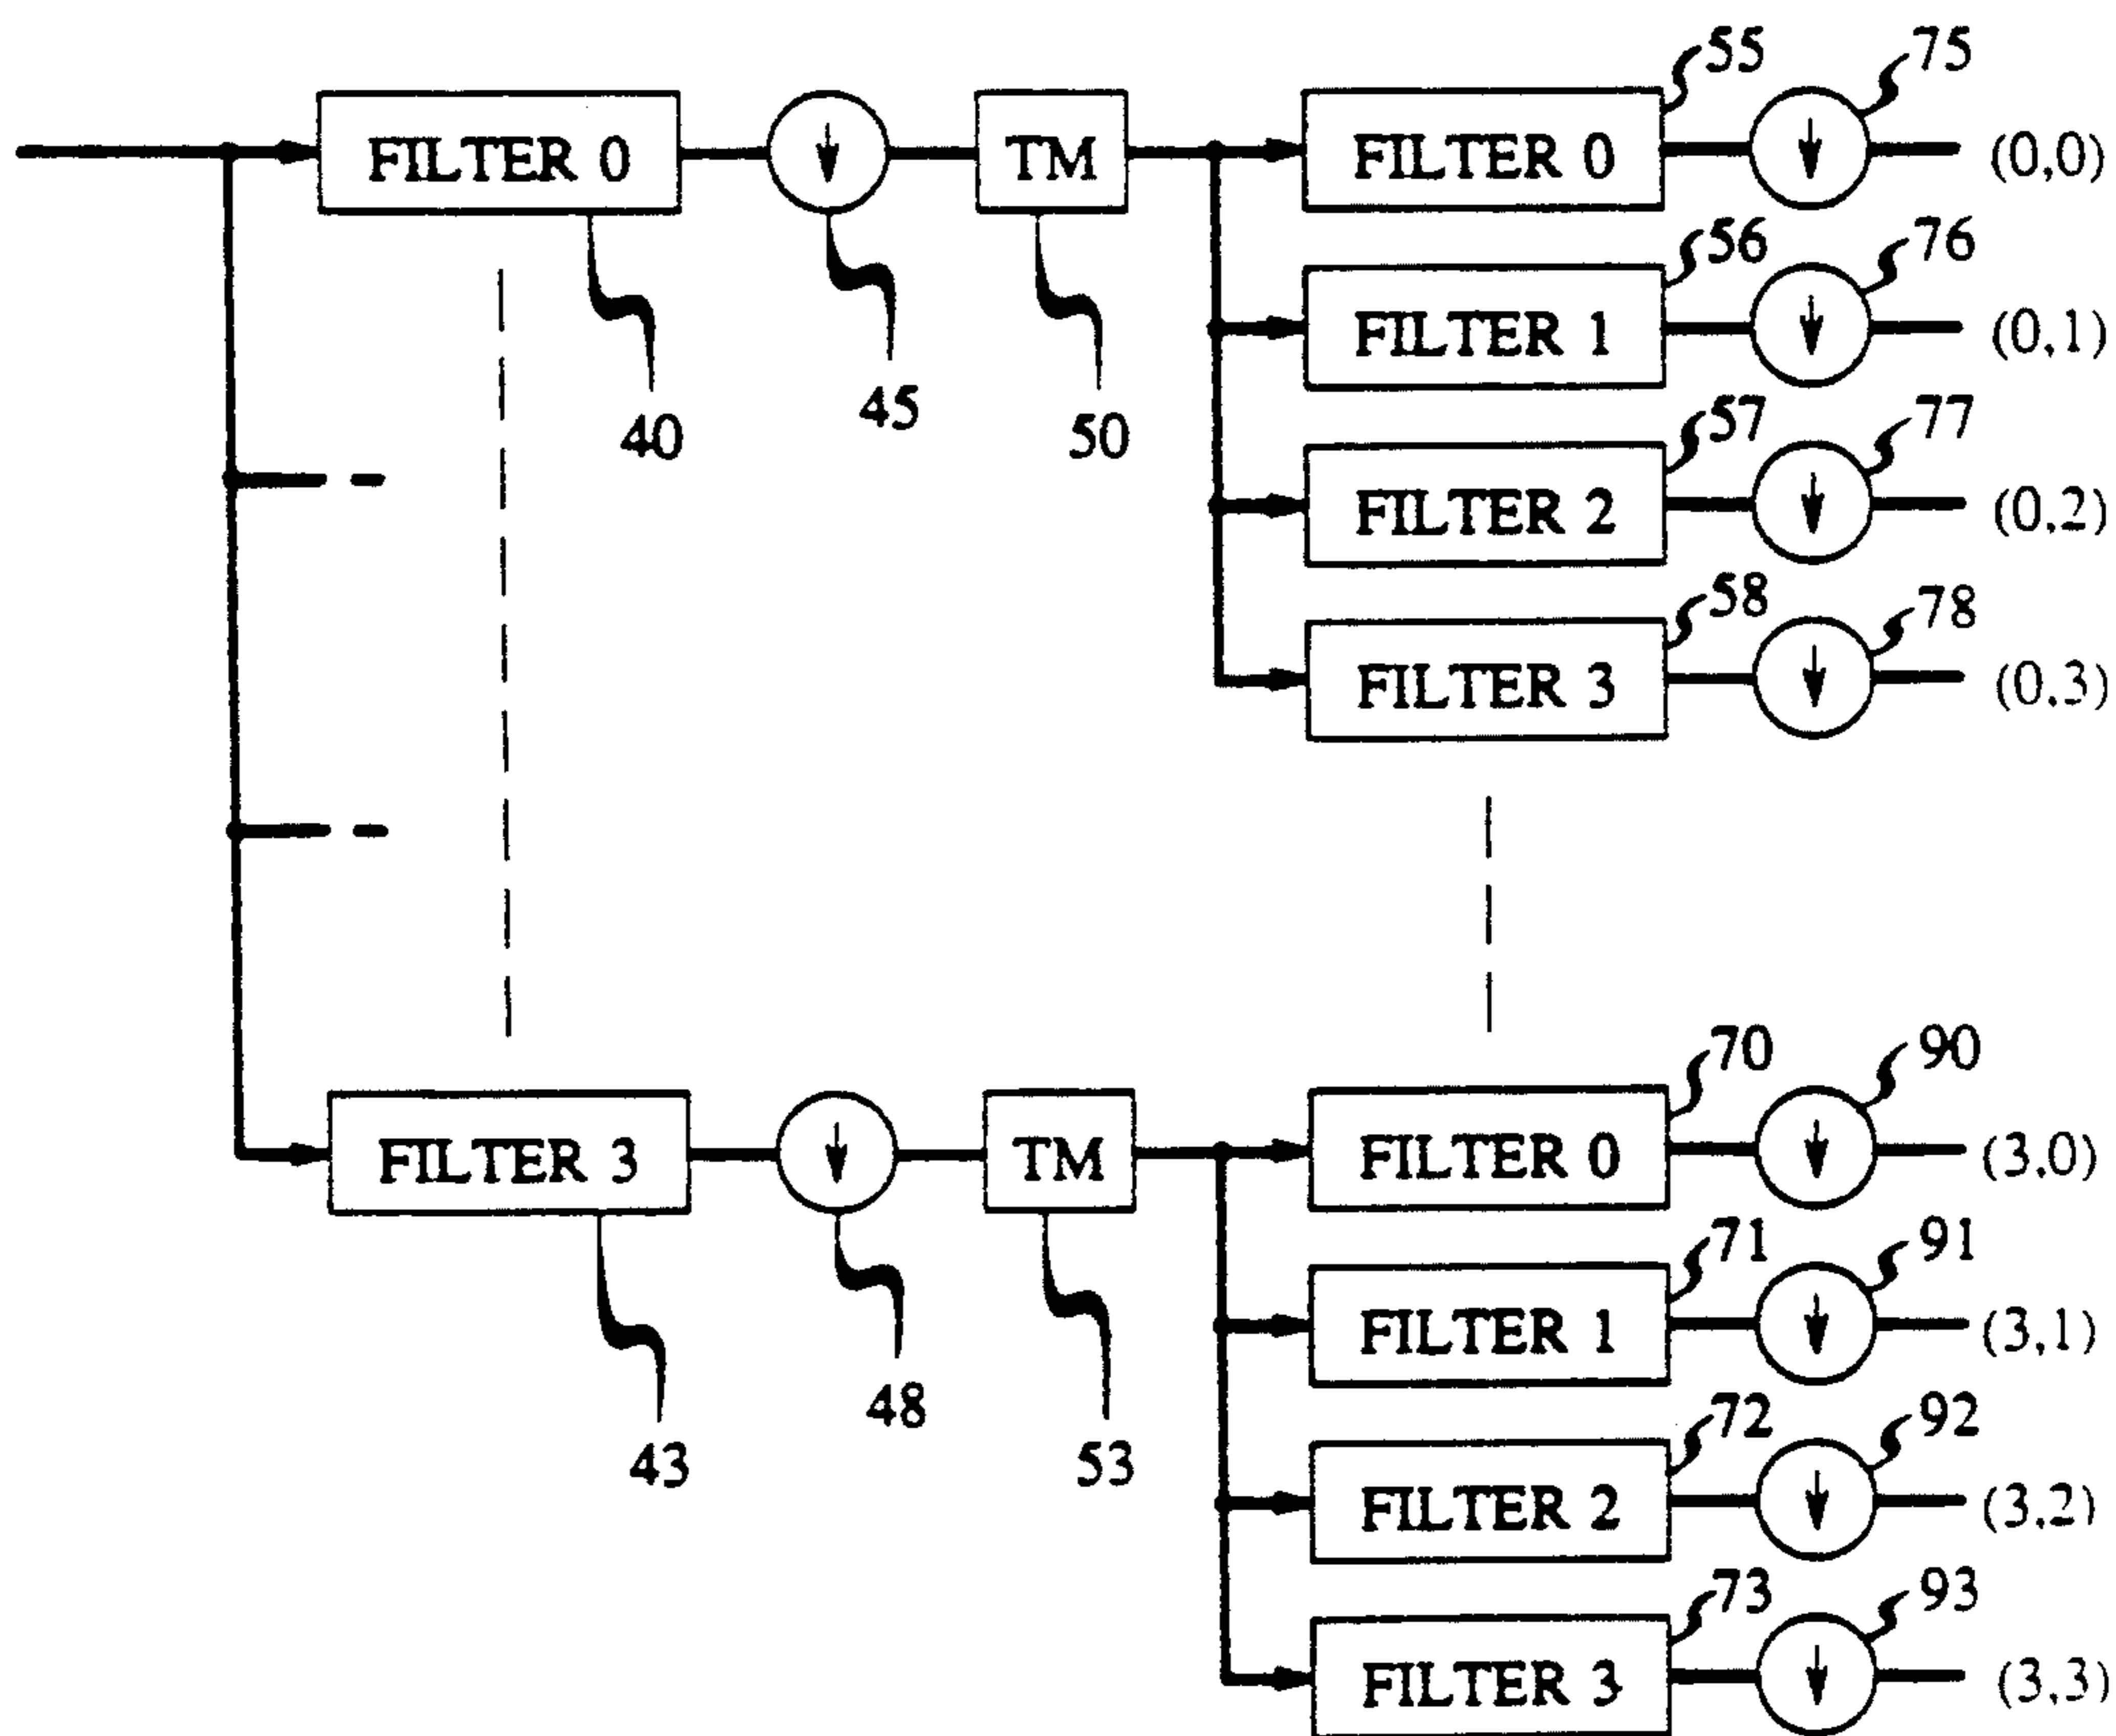 55 75
FILTER 0 TM FILTER 0 (0,0)
56 76
FILTER 1 (0,1)
40 45 50
57 77
FILTER 2 (0,2)
58 78
FILTER 3 (0,3)
70 90
FILTER 3 TM FILTER 0 (3,0)
71 91
FILTER 1 (3,1)
43 48 53
72 92
FILTER 2 (3,2)
73 93
FILTER 3 (3,3)